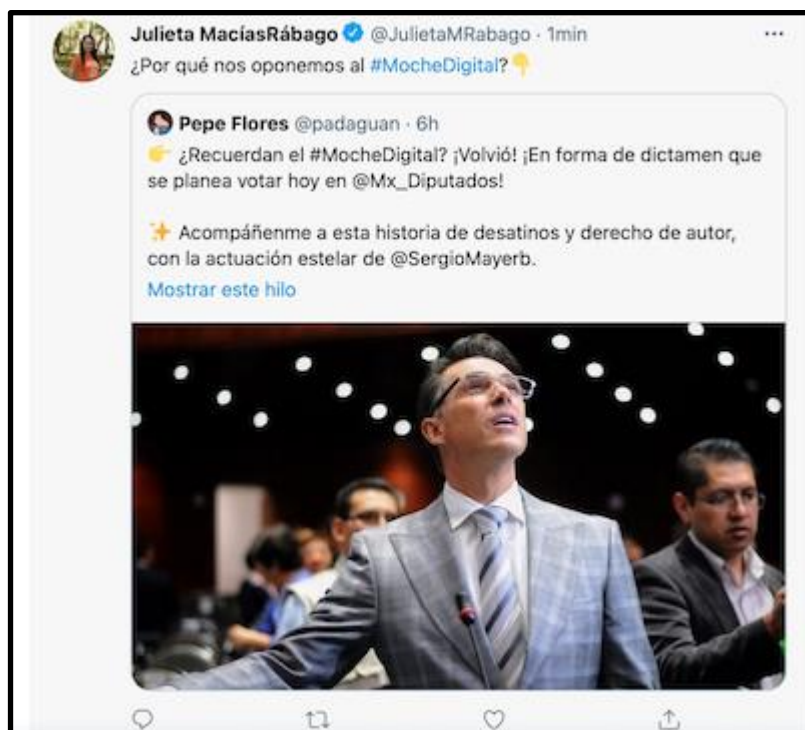 Julieta MacíasRábago @JulietaMRabago · 1min
¿Por qué nos oponemos al #MocheDigital?👇
Pepe Flores @padaguan · 6h
👉 ¿Recuerdan el #MocheDigital? ¡Volvió! ¡En forma de dictamen que
se planea votar hoy en @Mx_Diputados!
✨ Acompáñenme a esta historia de desatinos y derecho de autor,
con la actuación estelar de @SergioMayerb.
Mostrar este hilo